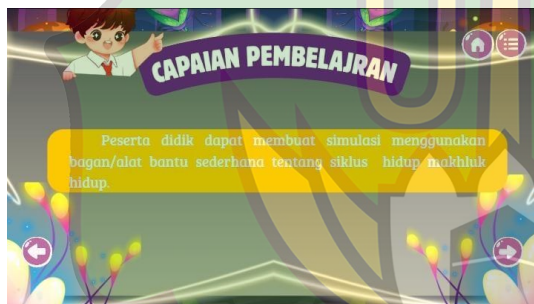 CAPAIAN PEMBELAJRAN
Peserta didik dapat membuat simulasi menggunakan
bagan/alat bantu sederhana tentang siklus hidup makhluk
hidup.